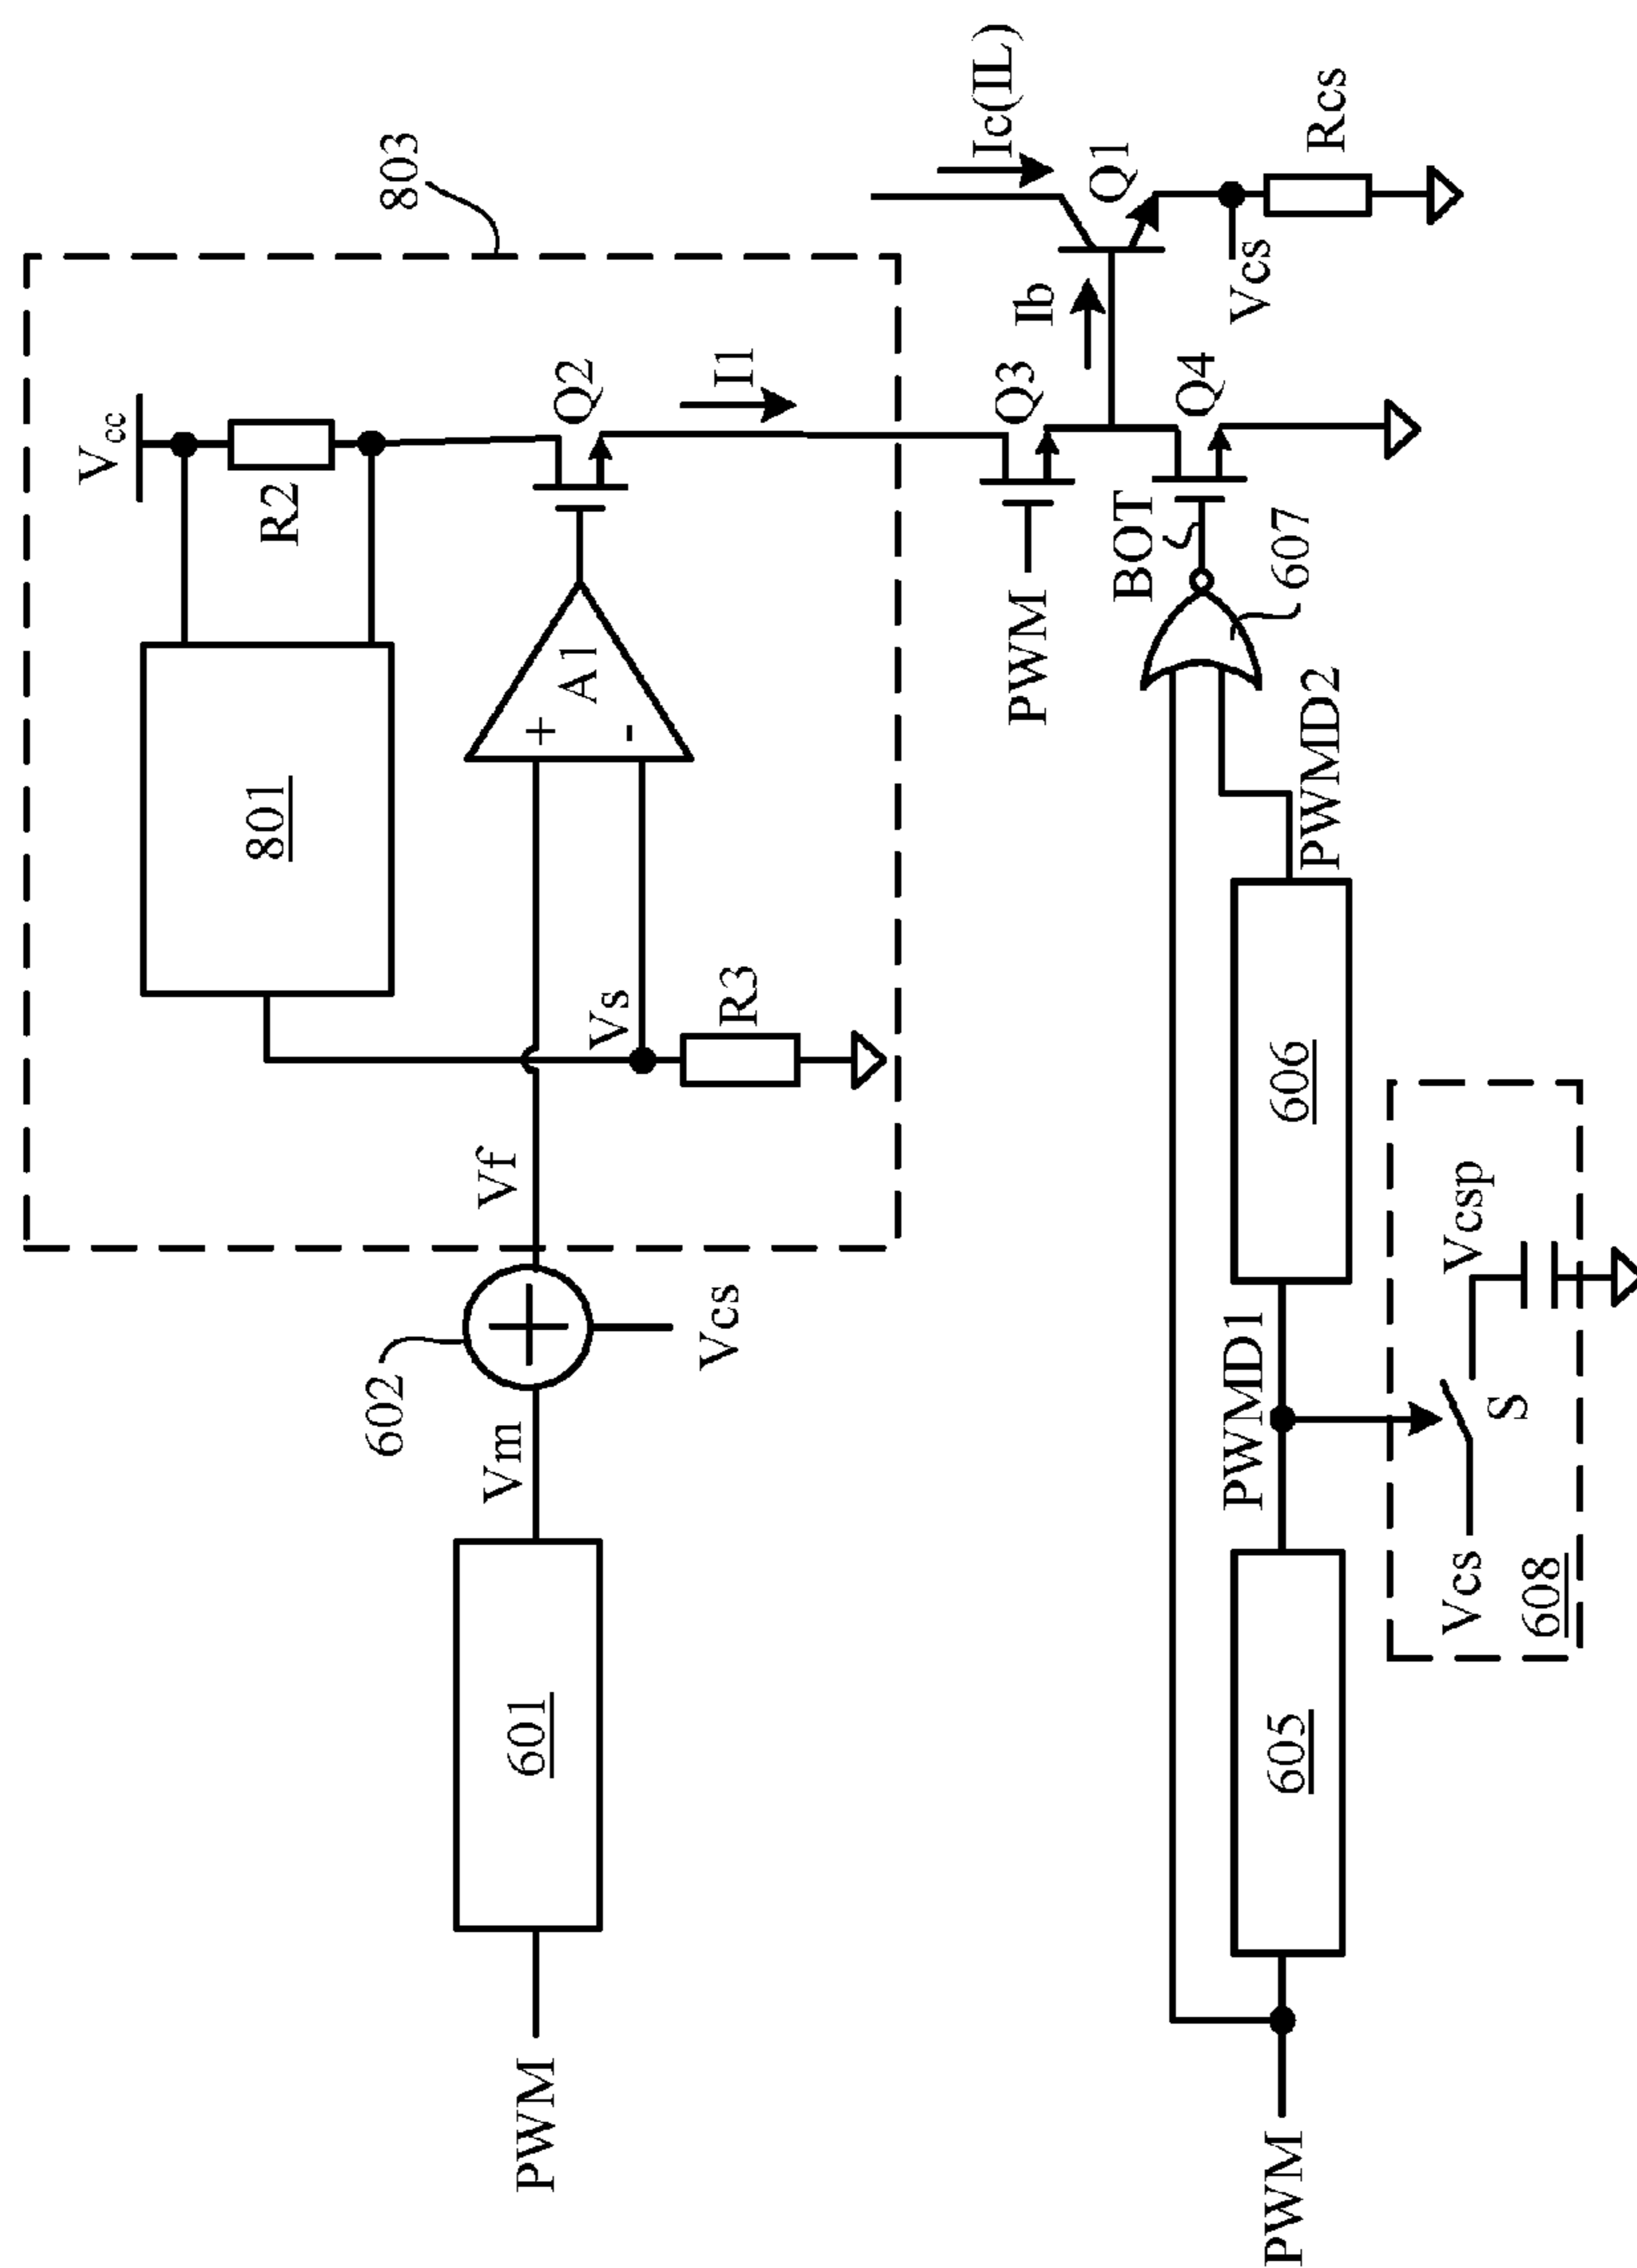 803
Vcc
R2
801
Q2
I1
A1
+
-
Vs
R3
Vf
602
Vm
Vcs
601
PWM
Ic(IL)
Q1
Ib
Rcs
Vcs
Q3
PWM
Q4
BOT
607
PWMD2
606
PWMD1
605
PWM
Vcs
S
Vcsp
608